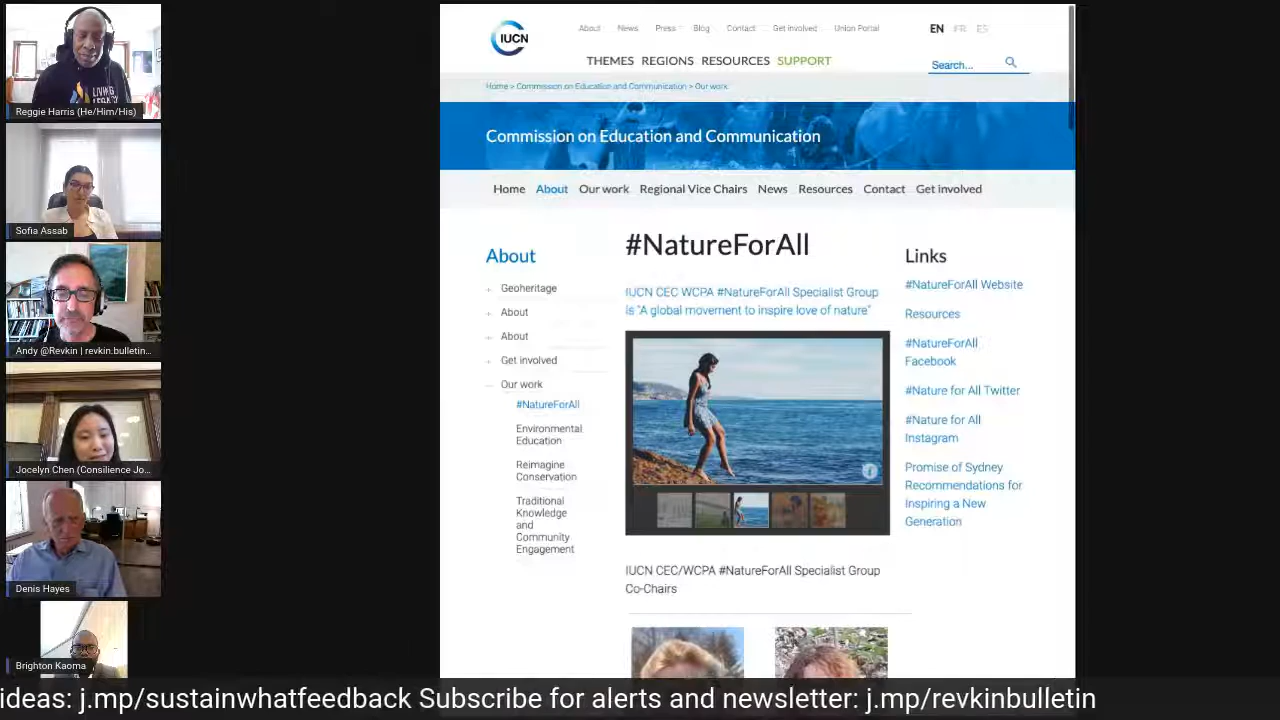 LIVING
LEGACY
Reggie Harris (He/Him/His)
Sofia Assab
Andy @Revkin | revkin.bulletin...
Jocelyn Chen (Consilience Jo...
Denis Hayes
Brighton Kaoma
IUCN
About News Press Blog Contact Get involved Union Portal
EN FR ES
THEMES REGIONS RESOURCES SUPPORT
Search...
Home > Commission on Education and Communication > Our work
Commission on Education and Communication
Home About Our work Regional Vice Chairs News Resources Contact Get involved
About
Geoheritage
About
About
Get involved
Our work
#NatureForAll
Environmental
Education
Reimagine
Conservation
Traditional
Knowledge
and
Community
Engagement
#NatureForAll
IUCN CEC WCPA #NatureForAll Specialist Group
is "A global movement to inspire love of nature"
IUCN CEC/WCPA #NatureForAll Specialist Group
Co-Chairs
Links
#NatureForAll Website
Resources
#NatureForAll
Facebook
#Nature for All Twitter
#Nature for All
Instagram
Promise of Sydney
Recommendations for
Inspiring a New
Generation
ideas: j.mp/sustainwhatfeedback Subscribe for alerts and newsletter: j.mp/revkinbulletin